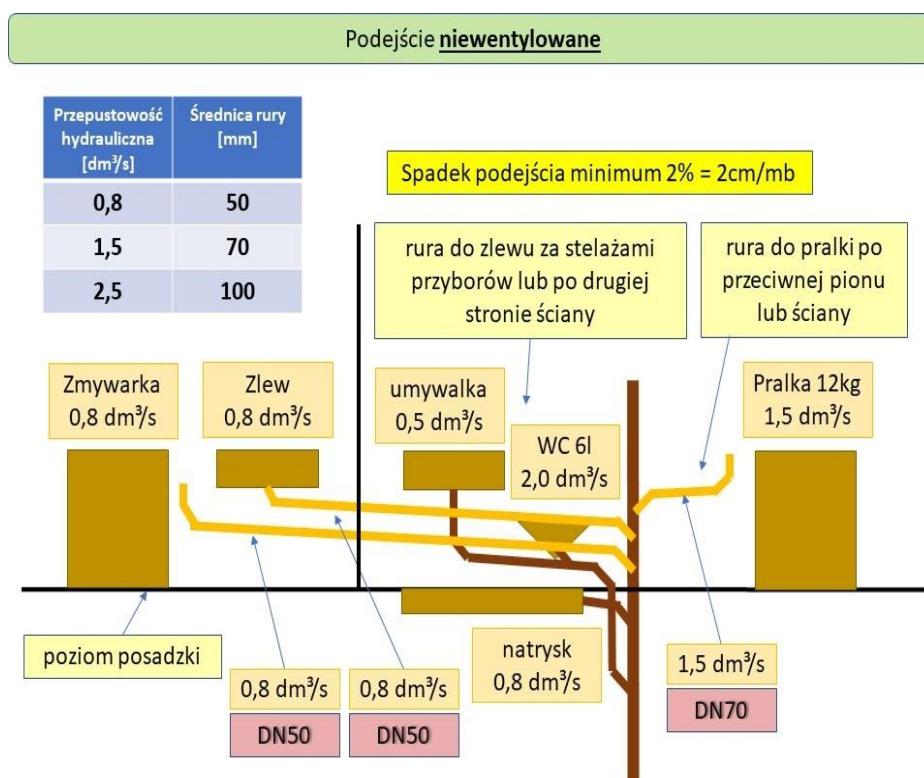 Podejście niewentylowane
Przepustowość
hydrauliczna
[dm³/s]
Średnica rury
[mm]
0,8 50
1,5 70
2,5 100
Spadek podejścia minimum 2% = 2cm/mb
rura do zlewu za stelażami
przyborów lub po drugiej
stronie ściany
rura do pralki po
przeciwnej pionu
lub ściany
Zmywarka
0,8 dm³/s
Zlew
0,8 dm³/s
umywalka
0,5 dm³/s
WC 6l
2,0 dm³/s
Pralka 12kg
1,5 dm³/s
poziom posadzki
0,8 dm³/s
DN50
0,8 dm³/s
DN50
natrysk
0,8 dm³/s
1,5 dm³/s
DN70